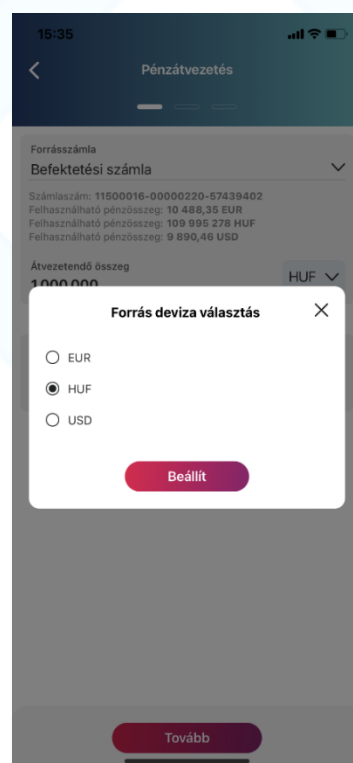 15:35
Pénzátvezetés
Forrásszámla
Befektetési számla
Számlaszám: 11500016-00000220-57439402
Felhasználható pénzösszeg: 10 488,35 EUR
Felhasználható pénzösszeg: 109 995 278 HUF
Felhasználható pénzösszeg: 9 890,46 USD
Átvezetendő összeg
1 000 000
HUF
Forrás deviza választás
EUR
HUF
USD
Beállít
Tovább